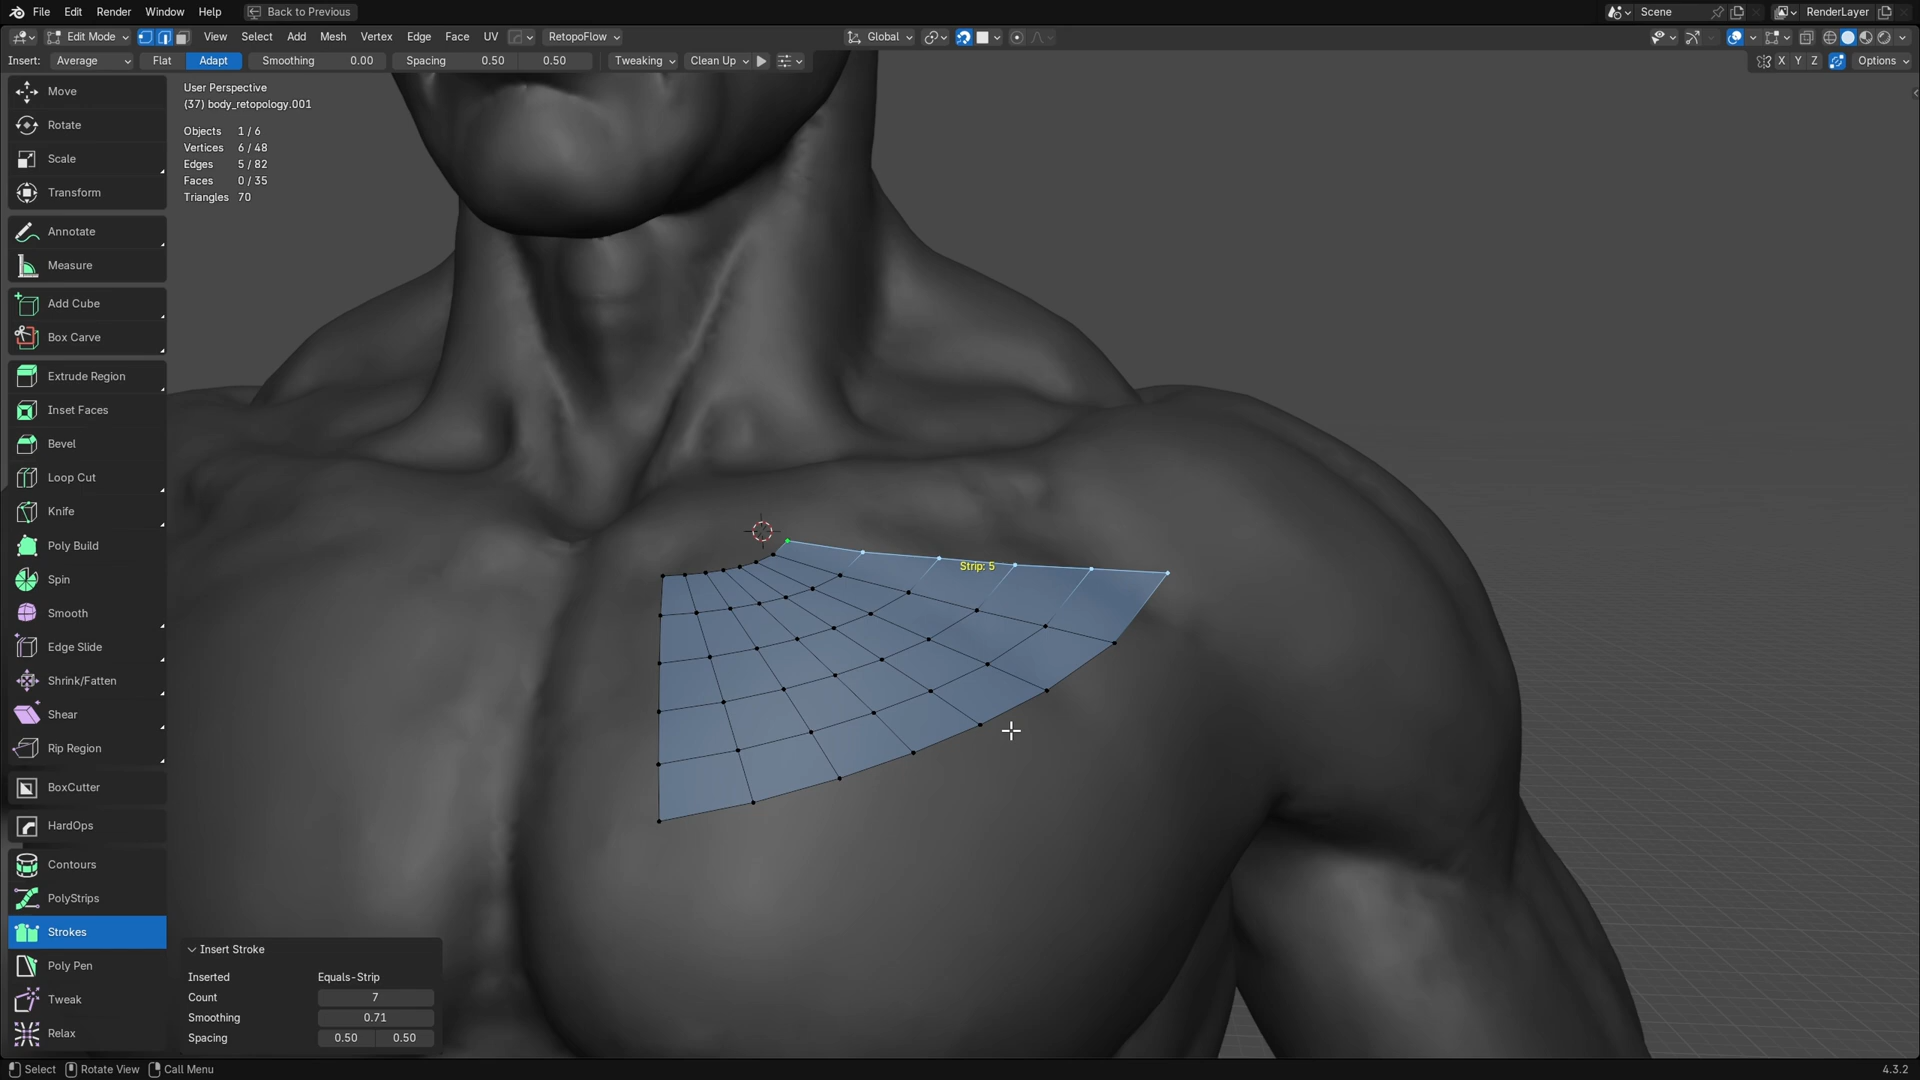 File Edit Render Window Help Back to Previous Scene RenderLayer
Edit Mode View Select Add Mesh Vertex Edge Face UV RetopoFlow Global
Insert: Average Flat Adapt Smoothing 0.00 Spacing 0.50 0.50 Tweaking Clean Up X Y Z Options
Move
Rotate
Scale
Transform
Annotate
Measure
Add Cube
Box Carve
Extrude Region
Inset Faces
Bevel
Loop Cut
Knife
Poly Build
Spin
Smooth
Edge Slide
Shrink/Fatten
Shear
Rip Region
BoxCutter
HardOps
Contours
PolyStrips
Strokes
Poly Pen
Tweak
Relax
User Perspective
(37) body_retopology.001
Objects 1 / 6
Vertices 6 / 48
Edges 5 / 82
Faces 0 / 35
Triangles 70
Strip: 5
Insert Stroke
Inserted Equals-Strip
Count 7
Smoothing 0.71
Spacing 0.50 0.50
Select Rotate View Call Menu 4.3.2